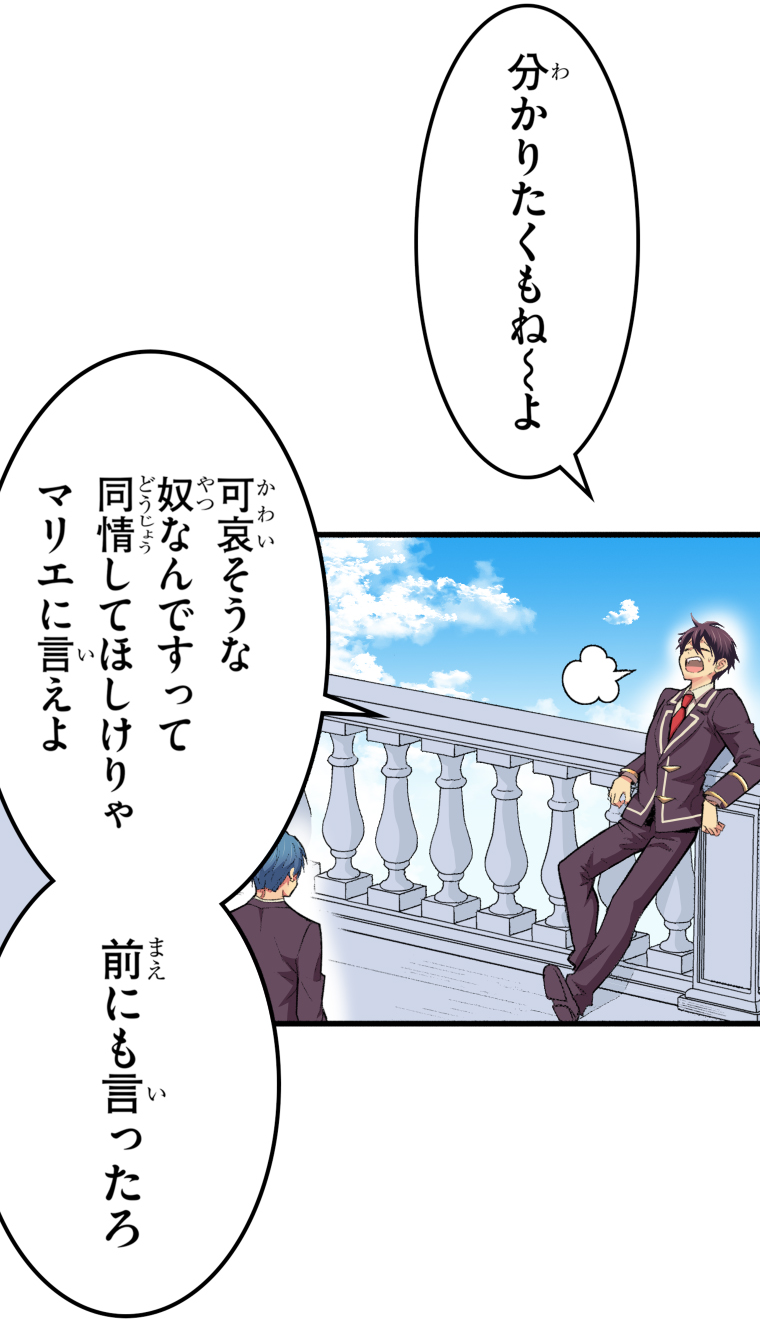 分かりたくもね〜よ
可哀そうな
奴なんですって
同情してほしけりゃ
マリエに言えよ
前にも言ったろ